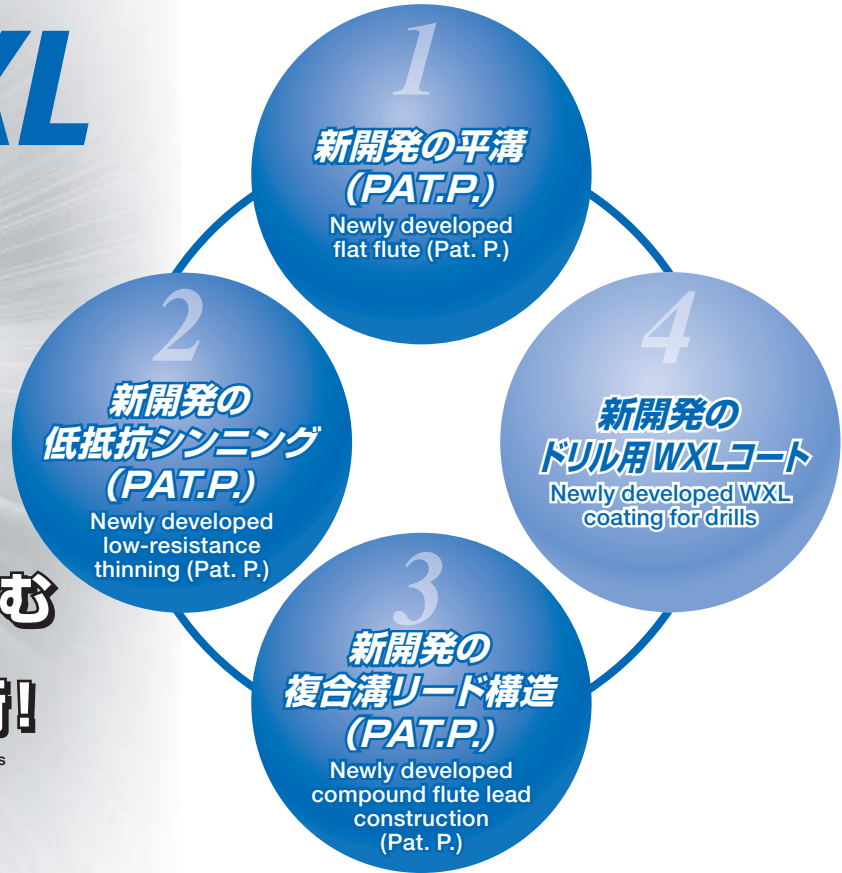 XL
1
新開発の平溝
(PAT.P.)
Newly developed
flat flute (Pat. P.)
2
新開発の
低抵抗シンニング
(PAT.P.)
Newly developed
low-resistance
thinning (Pat. P.)
4
新開発の
ドリル用WXLコート
Newly developed WXL
coating for drills
む
!
s
3
新開発の
複合溝リード構造
(PAT.P.)
Newly developed
compound flute lead
construction
(Pat. P.)